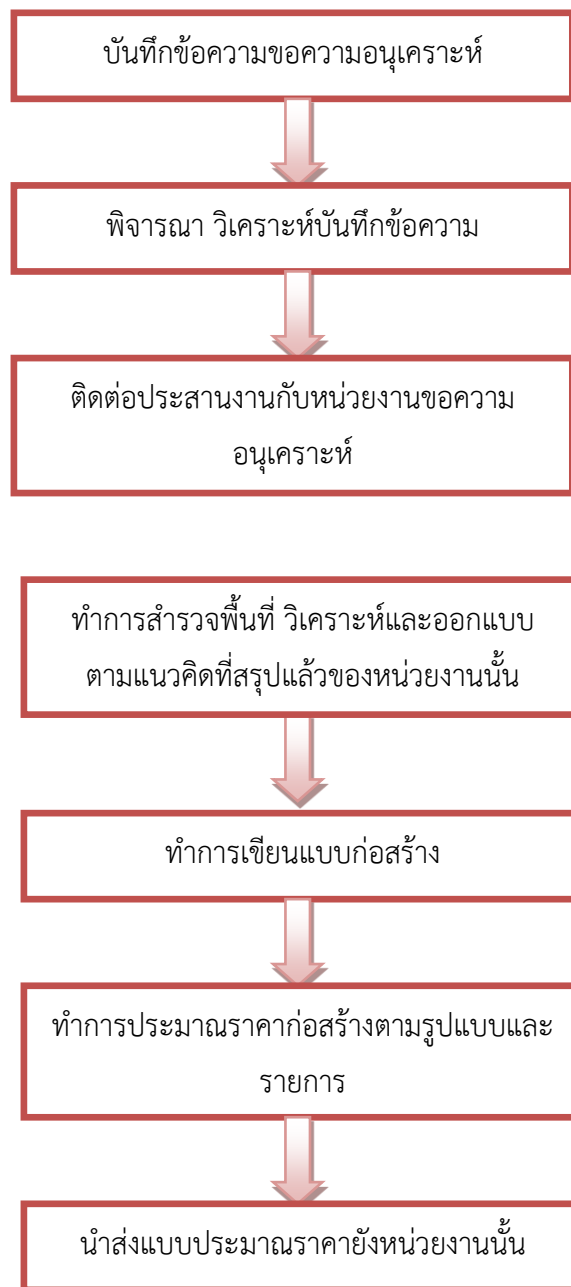 บันทึกข้อความขอความอนุเคราะห์
พิจารณา วิเคราะห์บันทึกข้อความ
ติดต่อประสานงานกับหน่วยงานขอความ
อนุเคราะห์
ทำการสำรวจพื้นที่ วิเคราะห์และออกแบบ
ตามแนวคิดที่สรุปแล้วของหน่วยงานนั้น
ทำการเขียนแบบก่อสร้าง
ทำการประมาณราคาก่อสร้างตามรูปแบบและ
รายการ
นำส่งแบบประมาณราคายังหน่วยงานนั้น